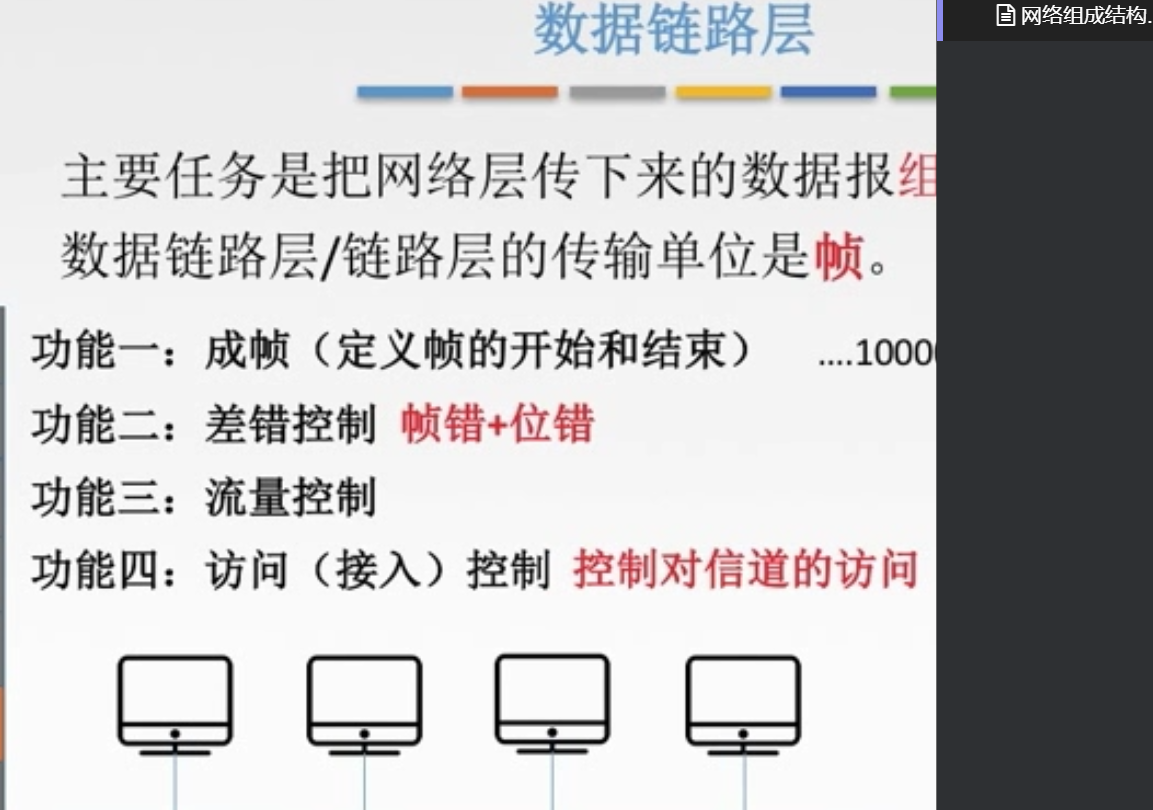 数据链路层
网络组成结构.
主要任务是把网络层传下来的数据报组
数据链路层/链路层的传输单位是帧。
功能一：成帧（定义帧的开始和结束） ....1000
功能二：差错控制 帧错+位错
功能三：流量控制
功能四：访问（接入）控制 控制对信道的访问